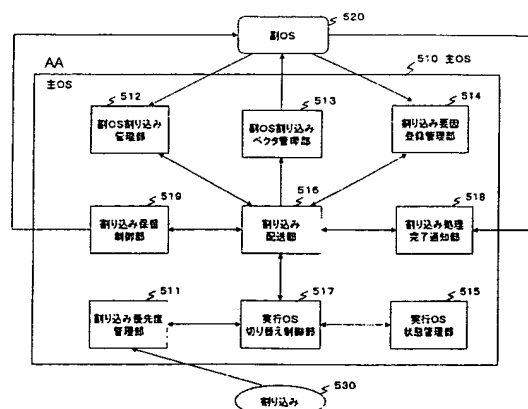 520
副OS
AA
主OS
510 主OS
512
副OS割り込み
管理部
513
副OS割り込み
ベクタ管理部
514
割り込み要因
登録管理部
519
割り込み保留
制御部
516
割り込み
配送部
518
割り込み処理
完了通知部
511
割り込み優先度
管理部
517
実行OS
切り替え制御部
515
実行OS
状態管理部
530
割り込み